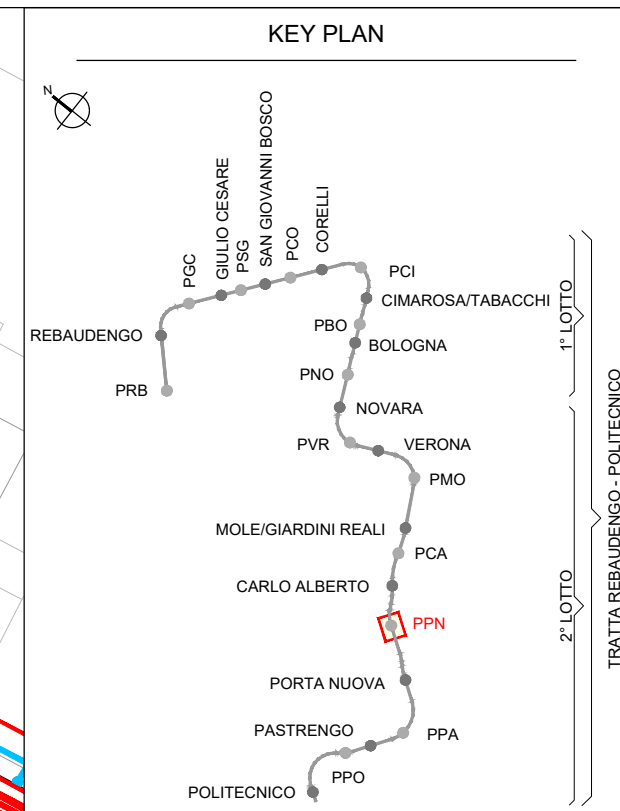 KEY PLAN
N
PGC
GIULIO CESARE
PSG
SAN GIOVANNI BOSCO
PCO
CORELLI
PCI
CIMAROSA/TABACCHI
REBAUDENGO
PBO
BOLOGNA
PNO
PRB
NOVARA
PVR
VERONA
PMO
MOLE/GIARDINI REALI
PCA
CARLO ALBERTO
PPN
PORTA NUOVA
PASTRENGO
PPA
PPO
POLITECNICO
1° LOTTO
2° LOTTO
TRATTA REBAUDENGO - POLITECNICO